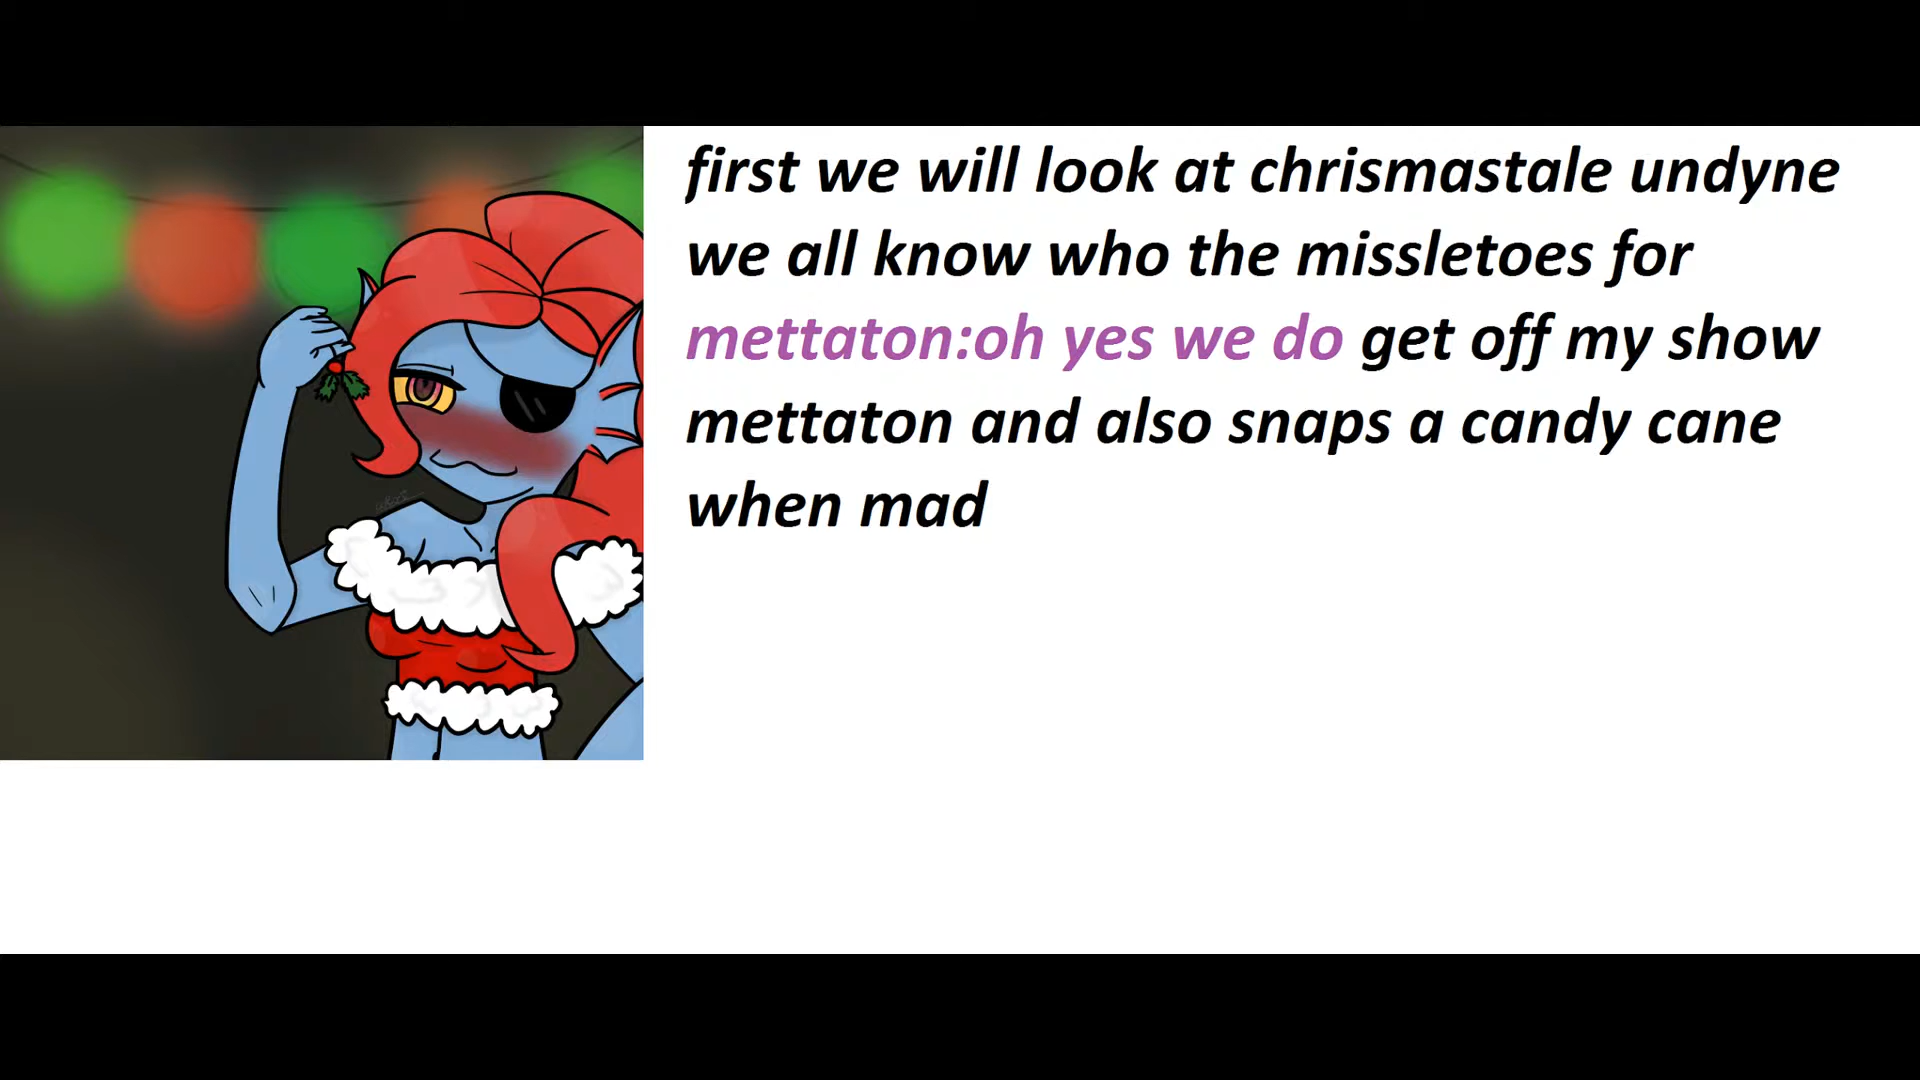 first we will look at chrismastale undyne
we all know who the missletoes for
mettaton:oh yes we do get off my show
mettaton and also snaps a candy cane
when mad